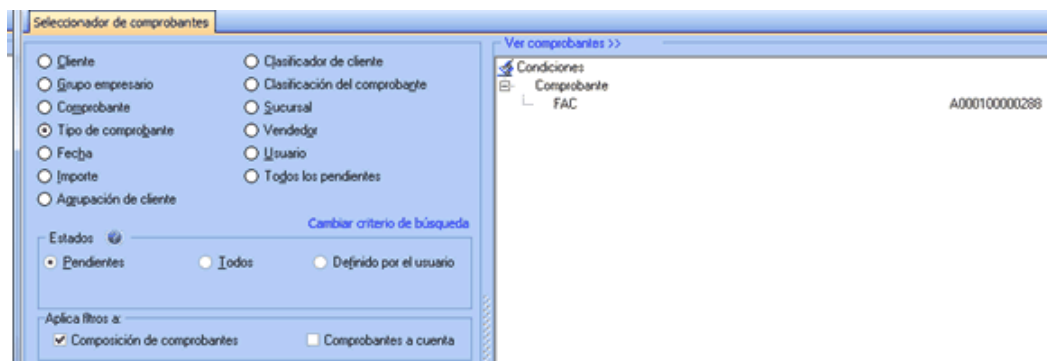 Seleccionador de comprobantes
Cliente
Clasificador de cliente
Grupo empresario
Clasificación del comprobante
Comprobante
Sucursal
Tipo de comprobante
Vendedor
Fecha
Usuario
Importe
Todos los pendientes
Agrupación de cliente
Cambiar criterio de búsqueda
Estados
Pendientes
Todos
Definido por el usuario
Aplica filtros a:
Composición de comprobantes
Comprobantes a cuenta
Ver comprobantes >>
Condiciones
Comprobante
FAC A000100000288